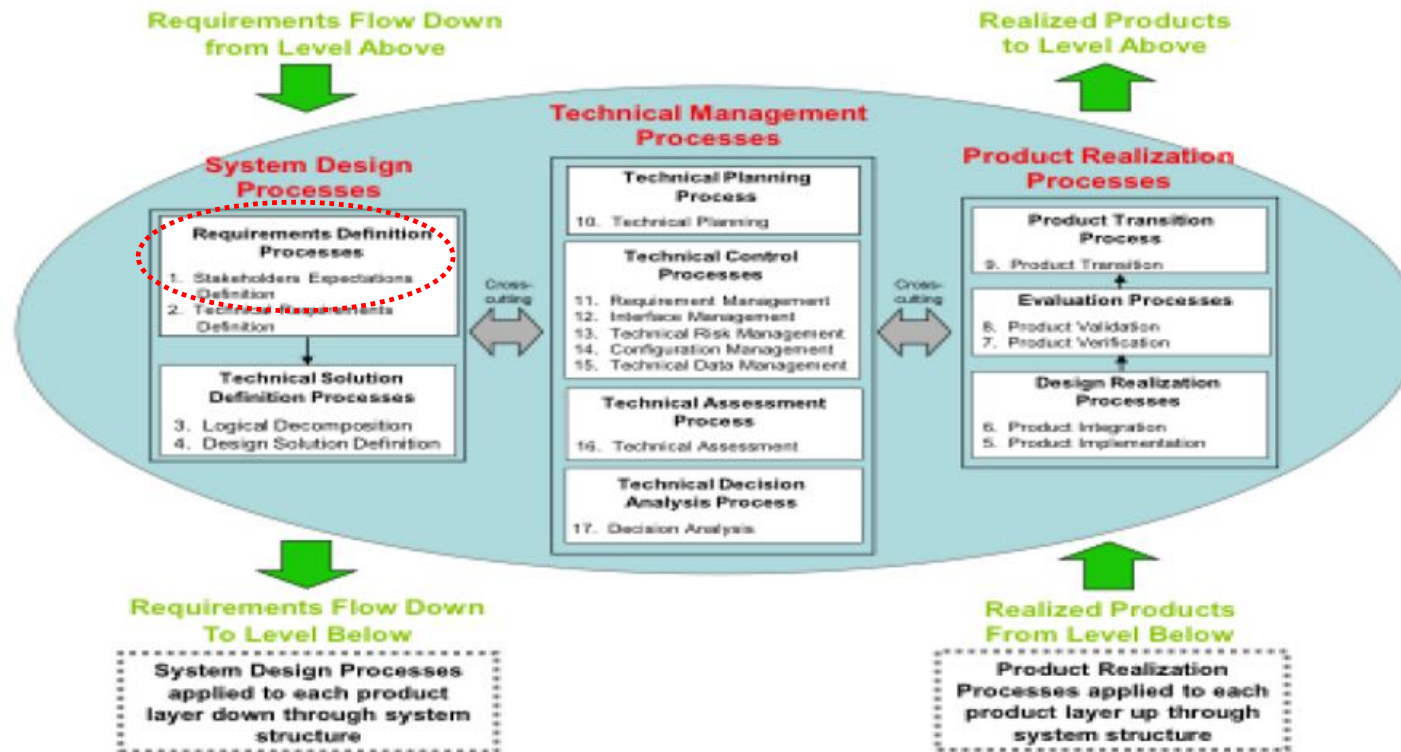 Requirements Flow Down
from Level Above
Realized Products
to Level Above
Technical Management
Processes
System Design
Processes
Product Realization
Processes
Requirements Definition
Processes
1. Stakeholders Expectations
Definition
2. Technical Requirements
Definition
Technical Solution
Definition Processes
3. Logical Decomposition
4. Design Solution Definition
Cross-
cutting
Technical Planning
Process
10. Technical Planning
Technical Control
Processes
11. Requirement Management
12. Interface Management
13. Technical Risk Management
14. Configuration Management
15. Technical Data Management
Technical Assessment
Process
16. Technical Assessment
Technical Decision
Analysis Process
17. Decision Analysis
Cross-
cutting
Product Transition
Process
9. Product Transition
Evaluation Processes
8. Product Validation
7. Product Verification
Design Realization
Processes
6. Product Integration
5. Product Implementation
Requirements Flow Down
To Level Below
Realized Products
From Level Below
System Design Processes
applied to each product
layer down through system
structure
Product Realization
Processes applied to each
product layer up through
system structure